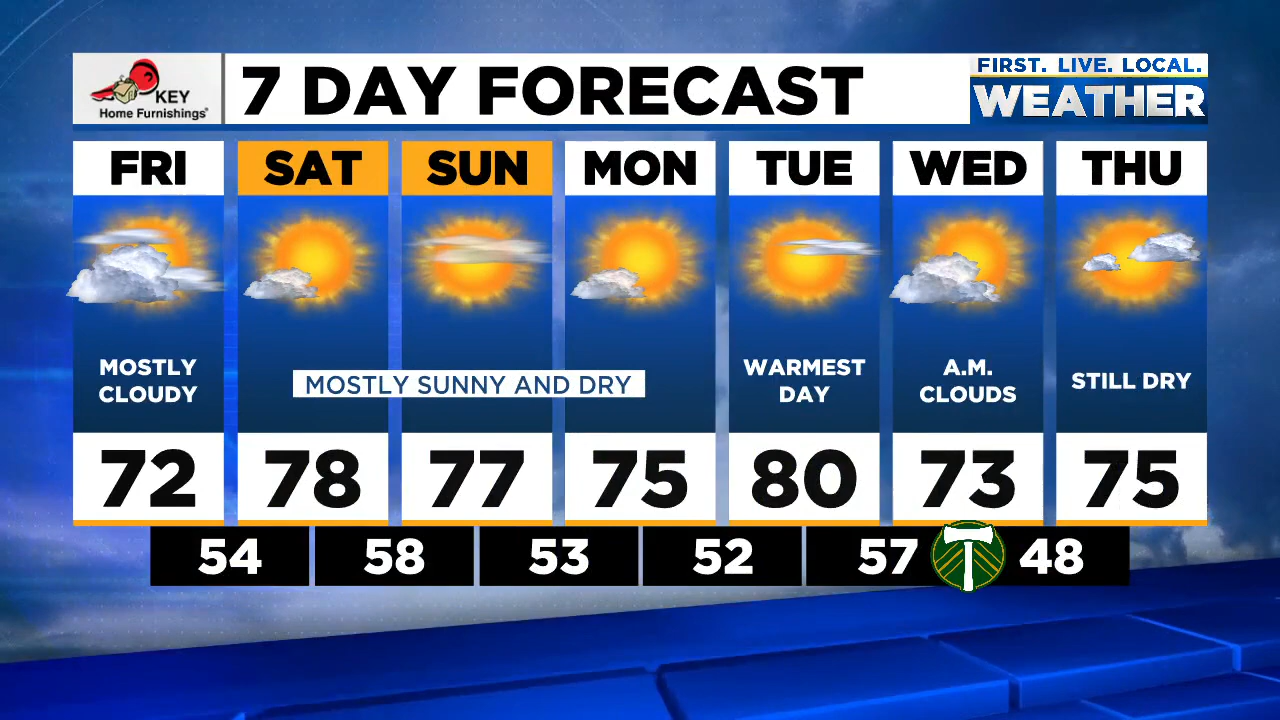 KEY
Home Furnishings®
7 DAY FORECAST
FIRST. LIVE. LOCAL.
WEATHER
FRI SAT SUN MON TUE WED THU
MOSTLY
CLOUDY
MOSTLY SUNNY AND DRY
WARMEST
DAY
A.M.
CLOUDS
STILL DRY
72 78 77 75 80 73 75
54 58 53 52 57 48